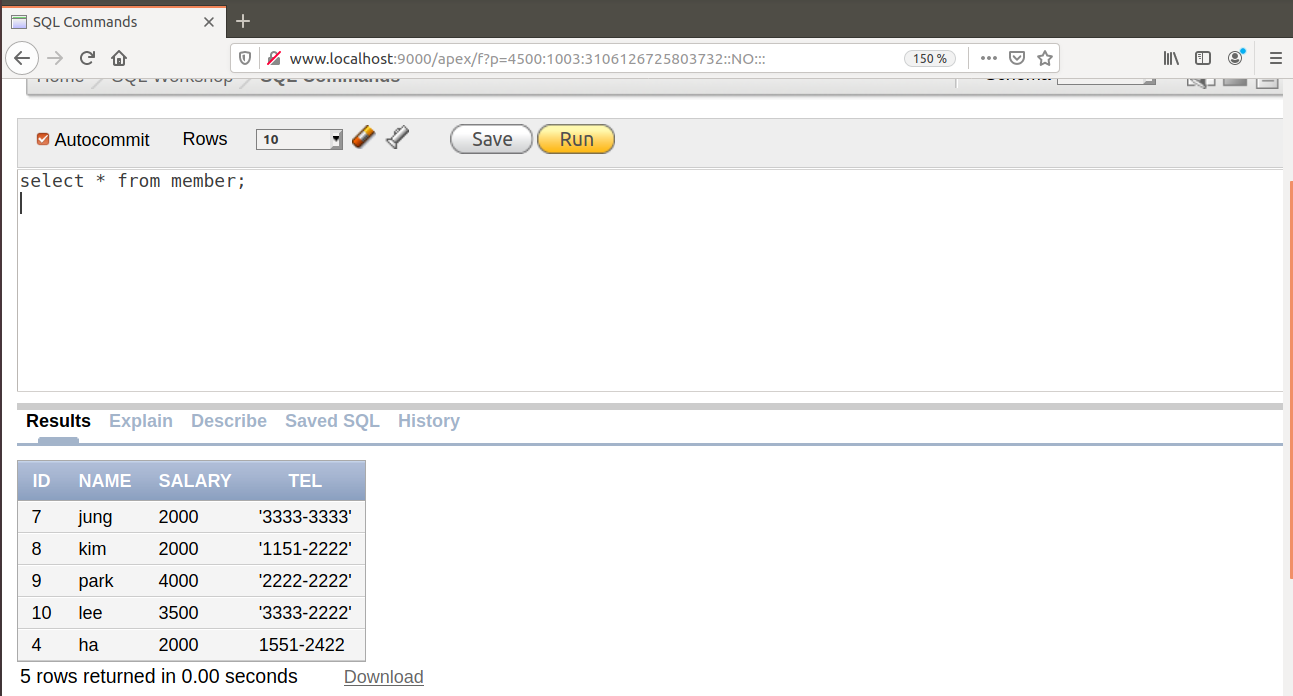 SQL Commands
www.localhost:9000/apex/f?p=4500:1003:3106126725803732::NO:::
150 %
Home SQL Workshop SQL Commands
Schema
Autocommit Rows 10 Save Run
select * from member;
Results Explain Describe Saved SQL History
ID NAME SALARY TEL
7 jung 2000 '3333-3333'
8 kim 2000 '1151-2222'
9 park 4000 '2222-2222'
10 lee 3500 '3333-2222'
4 ha 2000 1551-2422
5 rows returned in 0.00 seconds Download